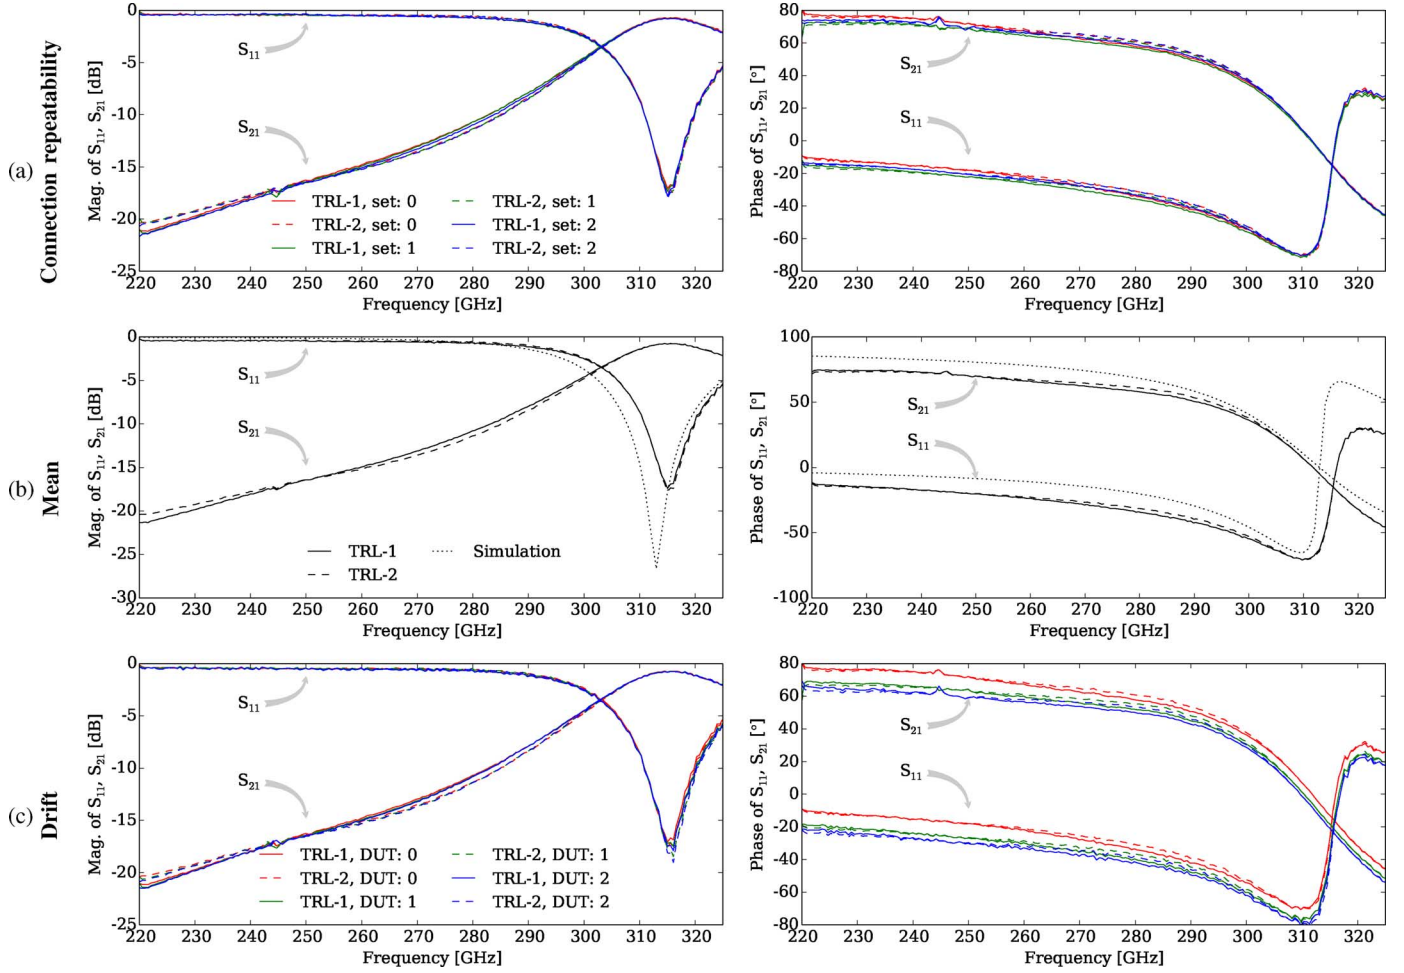 (a) Connection repeatability
Mag. of S11, S21 [dB]
0
-5
-10
-15
-20
-25
S11
S21
TRL-1, set: 0
TRL-2, set: 0
TRL-1, set: 1
TRL-2, set: 1
TRL-1, set: 2
TRL-2, set: 2
220 230 240 250 260 270 280 290 300 310 320
Frequency [GHz]
Phase of S11, S21 [°]
80
60
40
20
0
-20
-40
-60
-80
S21
S11
220 230 240 250 260 270 280 290 300 310 320
Frequency [GHz]
(b) Mean
Mag. of S11, S21 [dB]
0
-5
-10
-15
-20
-25
-30
S11
S21
TRL-1
TRL-2
Simulation
220 230 240 250 260 270 280 290 300 310 320
Frequency [GHz]
Phase of S11, S21 [°]
100
50
0
-50
-100
S21
S11
220 230 240 250 260 270 280 290 300 310 320
Frequency [GHz]
(c) Drift
Mag. of S11, S21 [dB]
0
-5
-10
-15
-20
-25
S11
S21
TRL-1, DUT: 0
TRL-2, DUT: 0
TRL-1, DUT: 1
TRL-2, DUT: 1
TRL-1, DUT: 2
TRL-2, DUT: 2
220 230 240 250 260 270 280 290 300 310 320
Frequency [GHz]
Phase of S11, S21 [°]
80
60
40
20
0
-20
-40
-60
-80
S21
S11
220 230 240 250 260 270 280 290 300 310 320
Frequency [GHz]